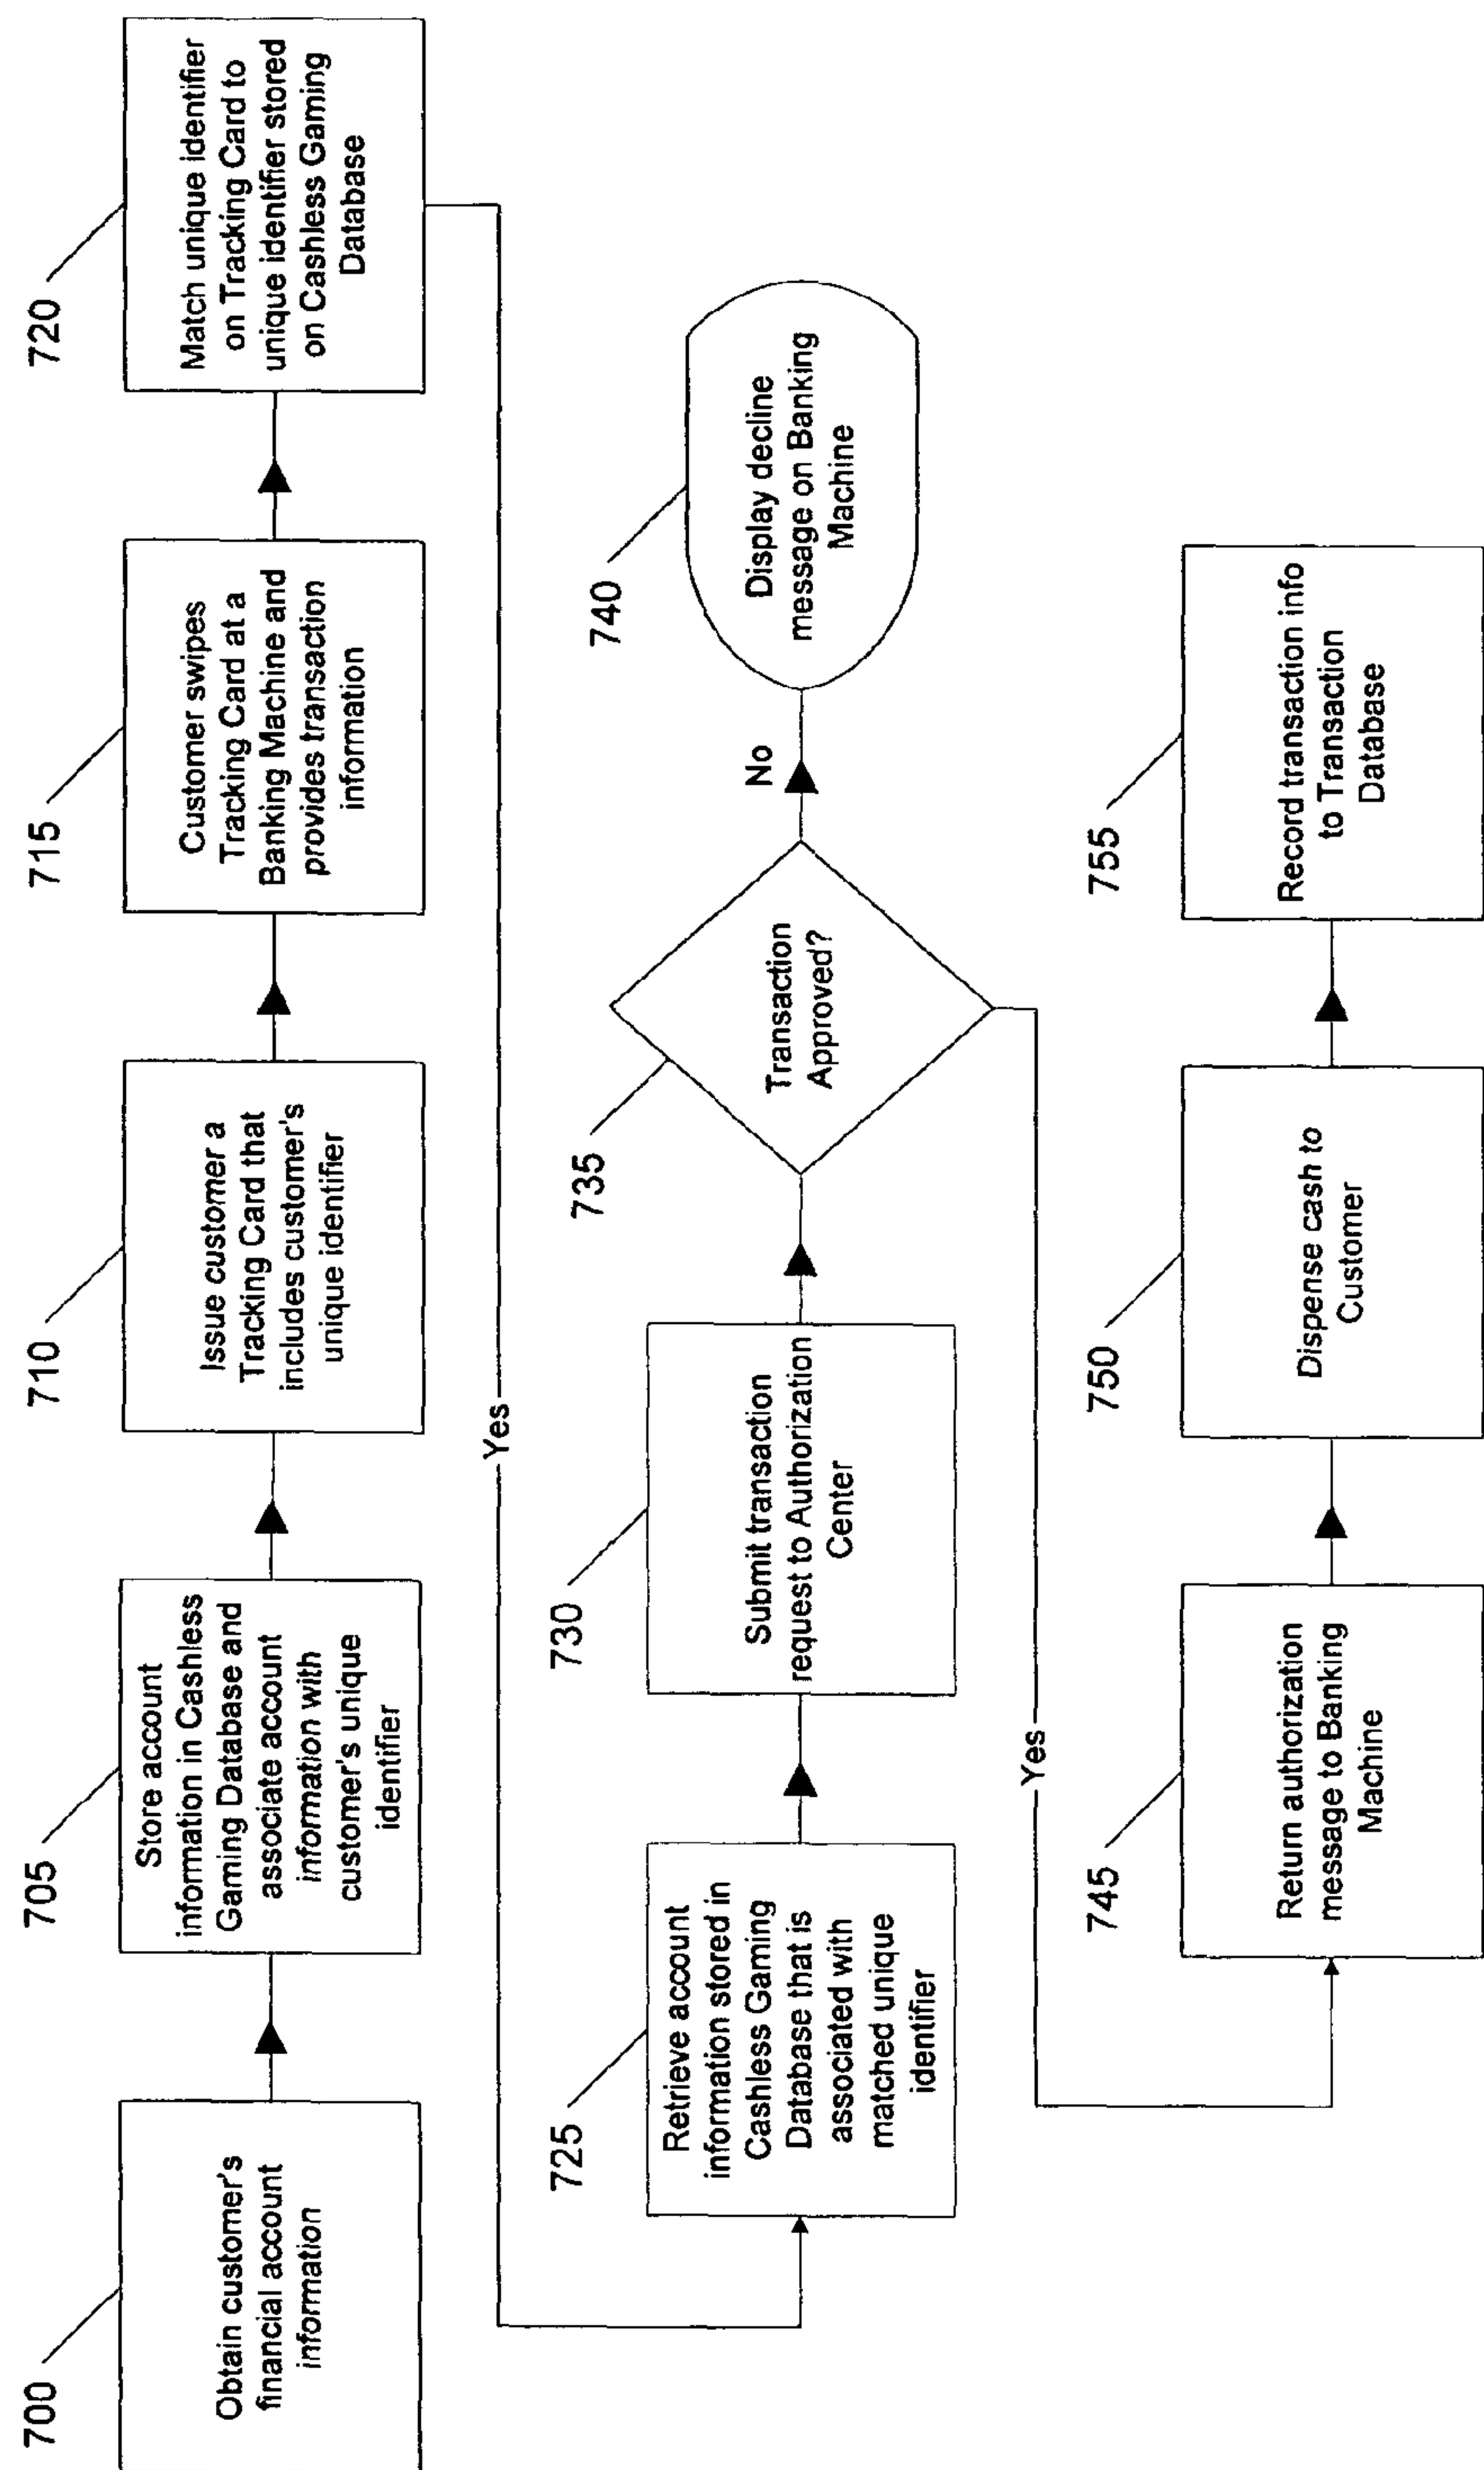 700
Obtain customer's
financial account
information
705
Store account
information in Cashless
Gaming Database and
associate account
information with
customer's unique
identifier
710
Issue customer a
Tracking Card that
includes customer's
unique identifier
715
Customer swipes
Tracking Card at a
Banking Machine and
provides transaction
information
720
Match unique identifier
on Tracking Card to
unique identifier stored
on Cashless Gaming
Database
Yes
725
Retrieve account
information stored in
Cashless Gaming
Database that is
associated with
matched unique
identifier
730
Submit transaction
request to Authorization
Center
735
Transaction
Approved?
No
740
Display decline
message on Banking
Machine
Yes
745
Return authorization
message to Banking
Machine
750
Dispense cash to
Customer
755
Record transaction info
to Transaction
Database